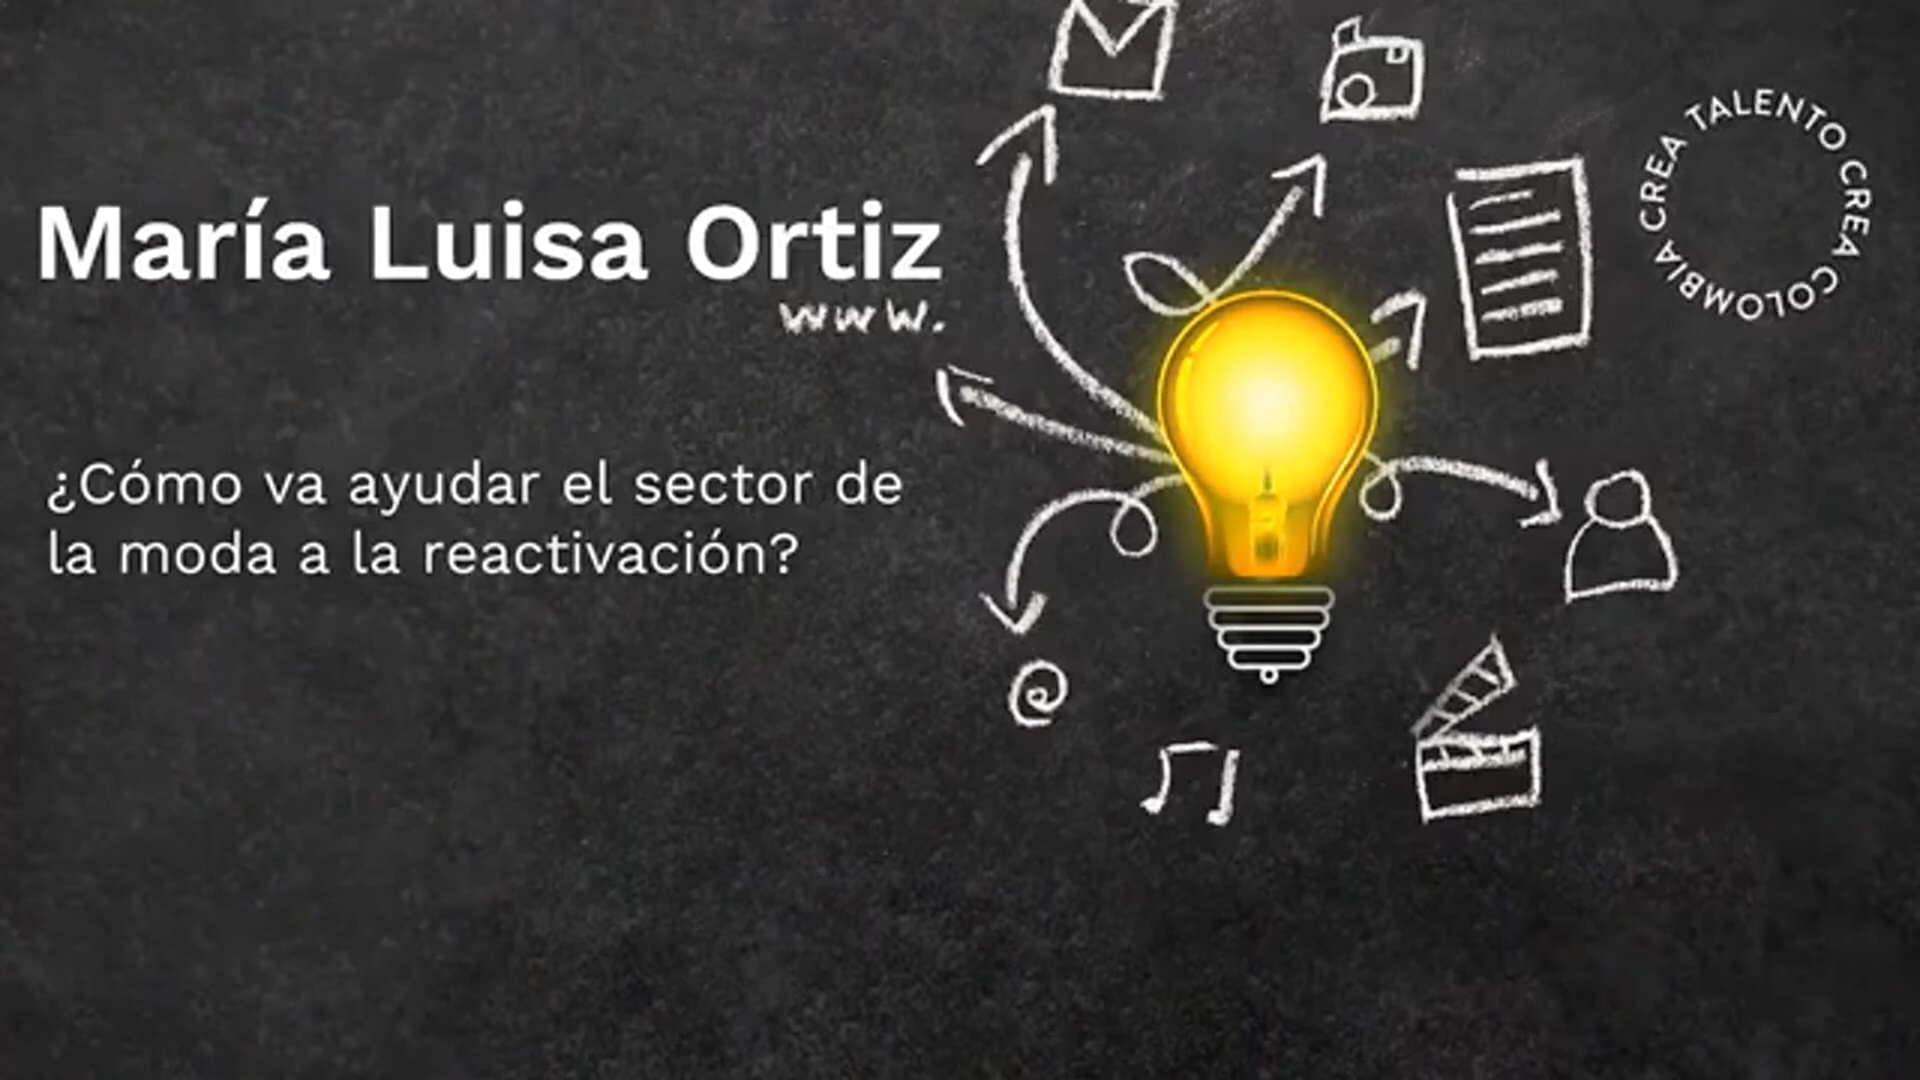 María Luisa Ortiz
www.
¿Cómo va ayudar el sector de
la moda a la reactivación?
@
CREA TALENTO CREA COLOMBIA